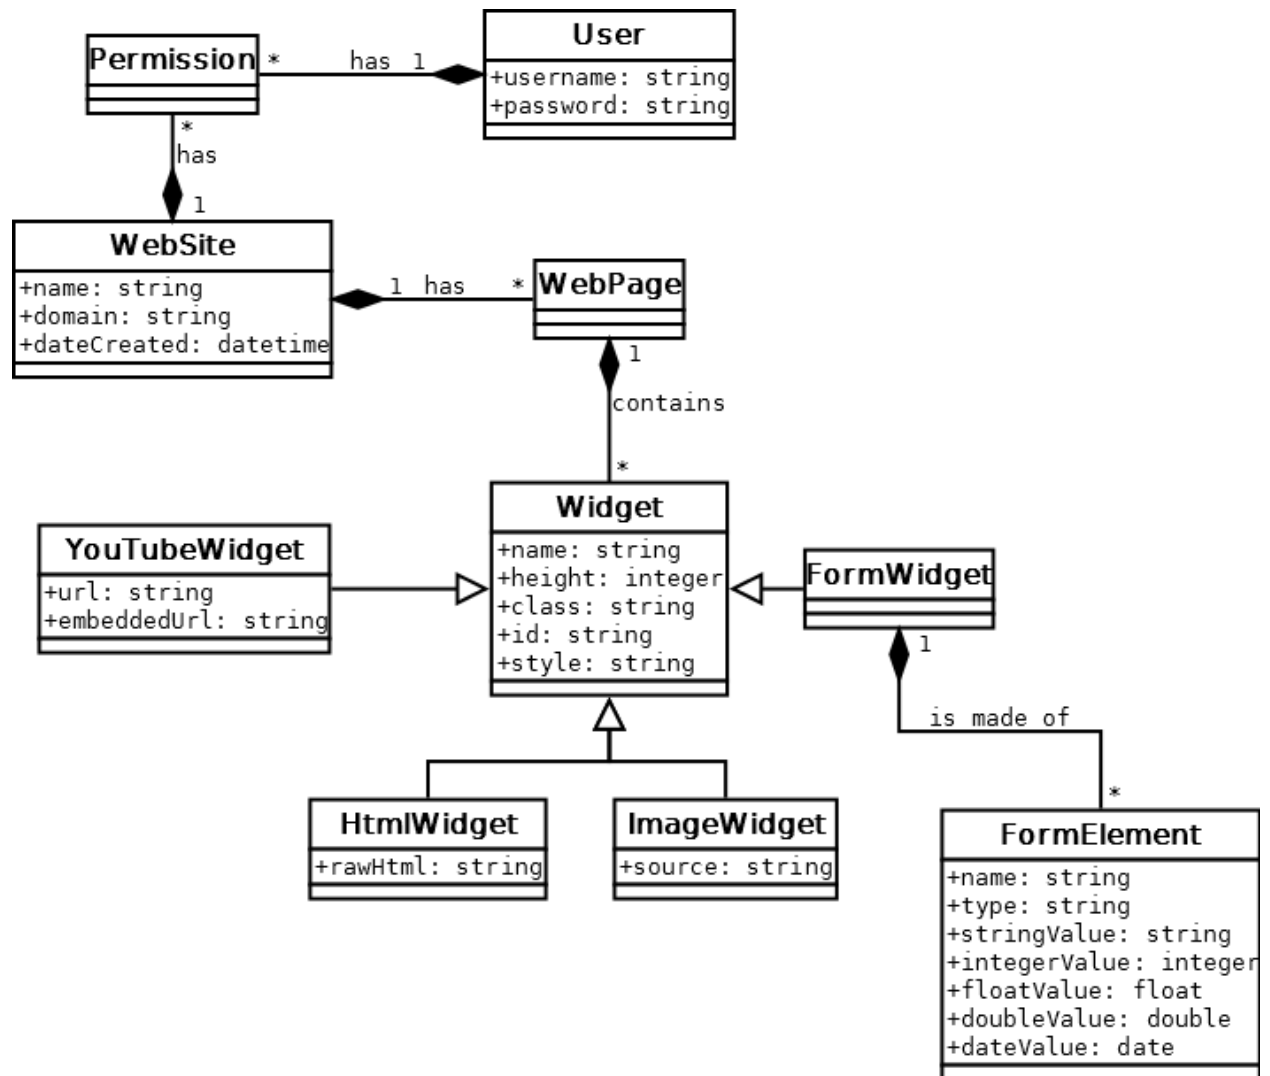 Permission
*
has
1
User
+username: string
+password: string
*
has
1
WebSite
+name: string
+domain: string
+dateCreated: datetime
1
has
*
WebPage
1
contains
*
Widget
+name: string
+height: integer
+class: string
+id: string
+style: string
YouTubeWidget
+url: string
+embeddedUrl: string
FormWidget
1
is made of
*
HtmlWidget
+rawHtml: string
ImageWidget
+source: string
FormElement
+name: string
+type: string
+stringValue: string
+integerValue: integer
+floatValue: float
+doubleValue: double
+dateValue: date